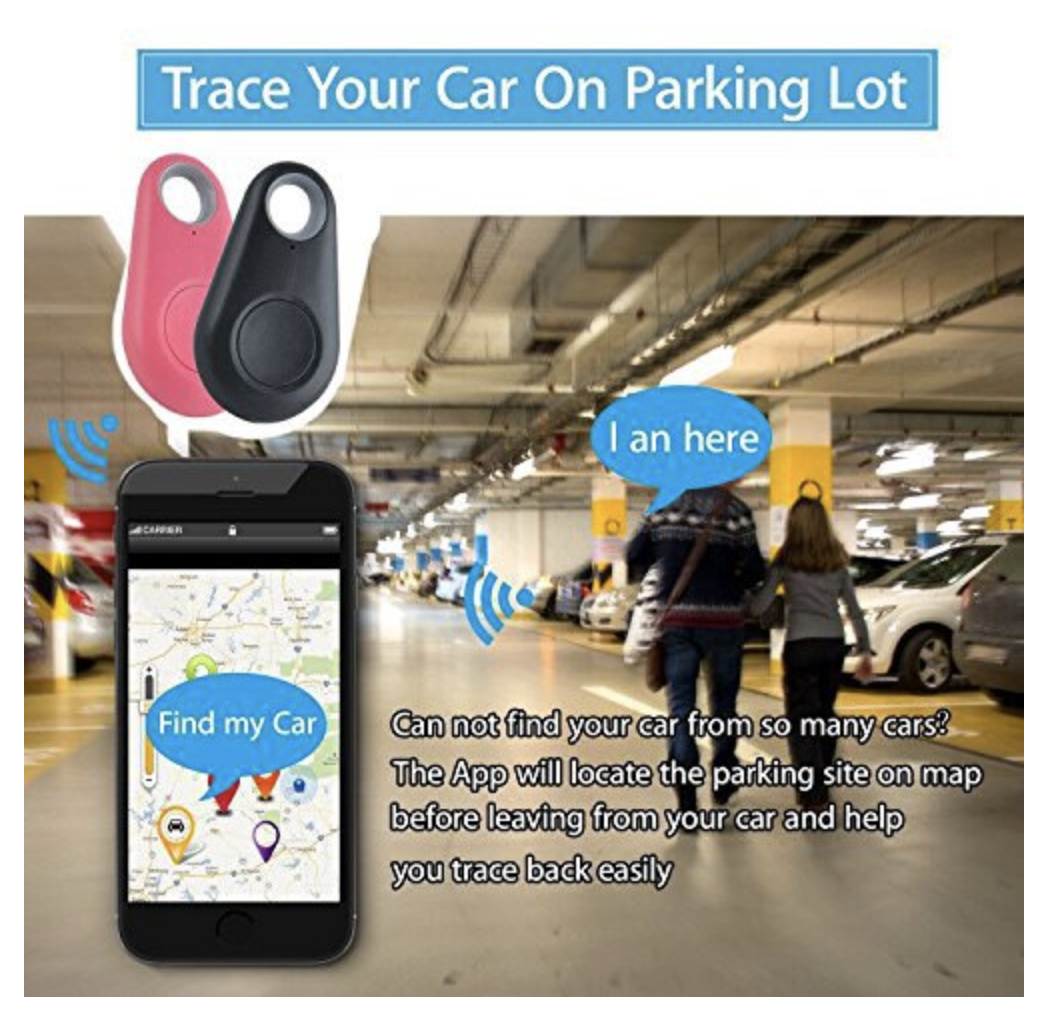 Trace Your Car On Parking Lot
I an here
CARRIER
Find my Car
Can not find your car from so many cars?
The App will locate the parking site on map
before leaving from your car and help
you trace back easily